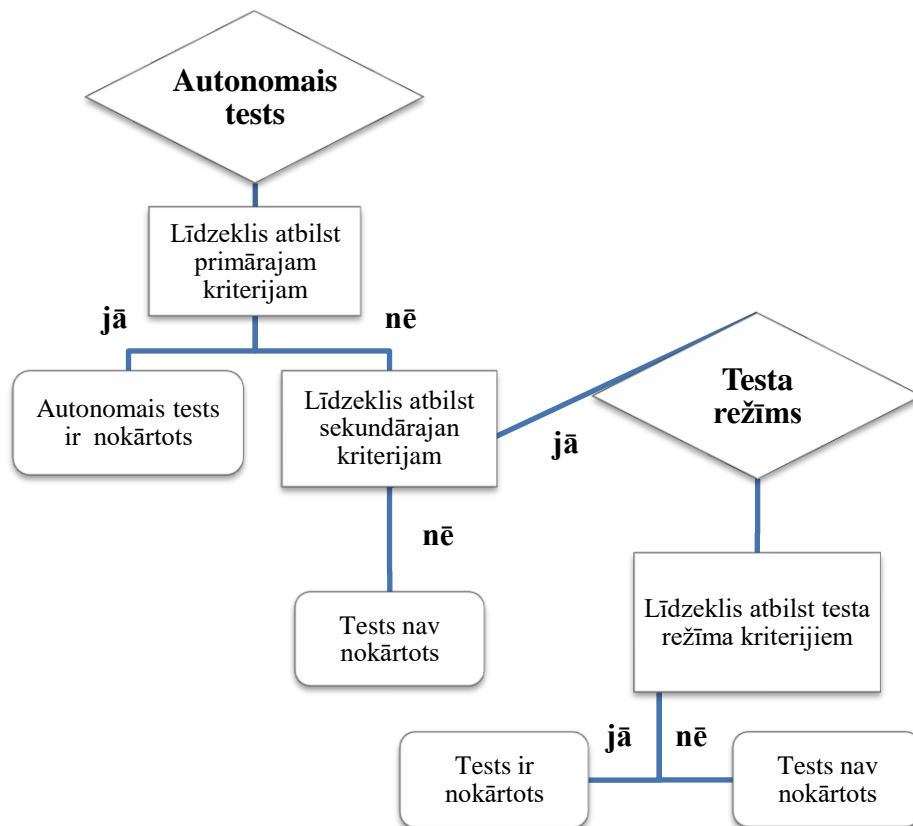 Autonomais
tests
Līdzeklis atbilst
primārajam
kriterijam
jā
nē
Autonomais tests
ir nokārtots
Līdzeklis atbilst
sekundārajan
kriterijam
jā
nē
Tests nav
nokārtots
Testa
režīms
Līdzeklis atbilst testa
režīma kriterijiem
jā
nē
Tests ir
nokārtots
Tests nav
nokārtots